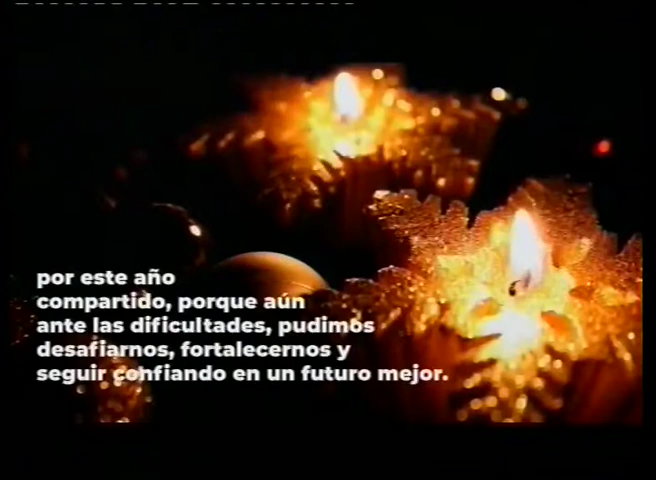 por este año
compartido, porque aún
ante las dificultades, pudimos
desafiarnos, fortalecernos y
seguir confiando en un futuro mejor.